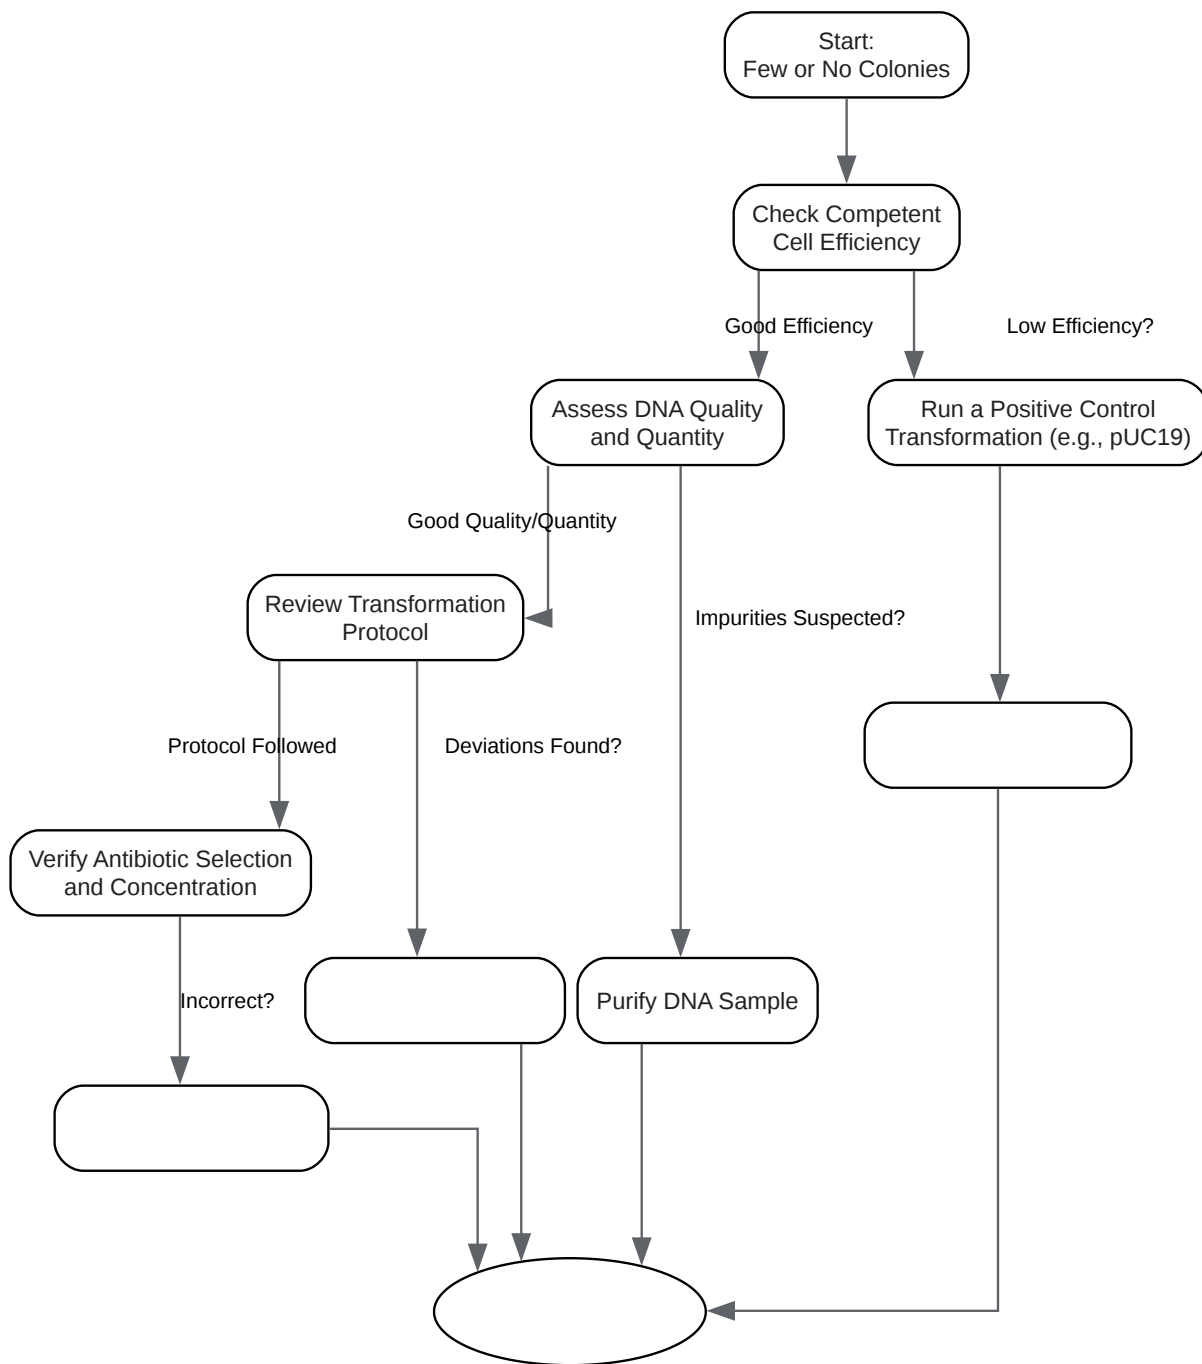 Start:
Few or No Colonies
Check Competent
Cell Efficiency
Good Efficiency
Low Efficiency?
Assess DNA Quality
and Quantity
Run a Positive Control
Transformation (e.g., pUC19)
Good Quality/Quantity
Review Transformation
Protocol
Impurities Suspected?
Protocol Followed
Deviations Found?
Verify Antibiotic Selection
and Concentration
Incorrect?
Purify DNA Sample